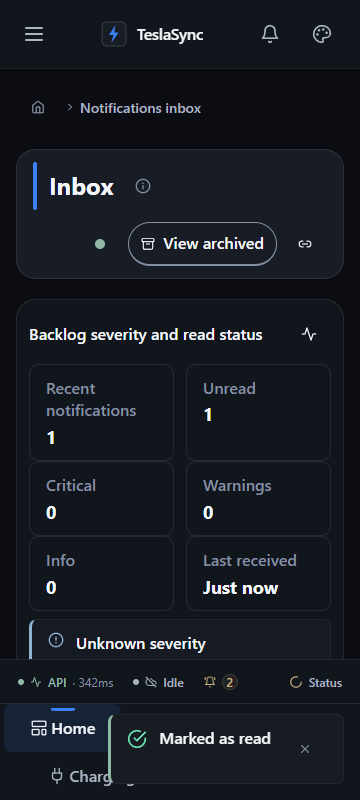 TeslaSync
Notifications inbox
Inbox
View archived
Backlog severity and read status
Recent notifications
1
Unread
1
Critical
0
Warnings
0
Info
0
Last received
Just now
Unknown severity
API · 342ms
Idle
2
Status
Home
Marked as read